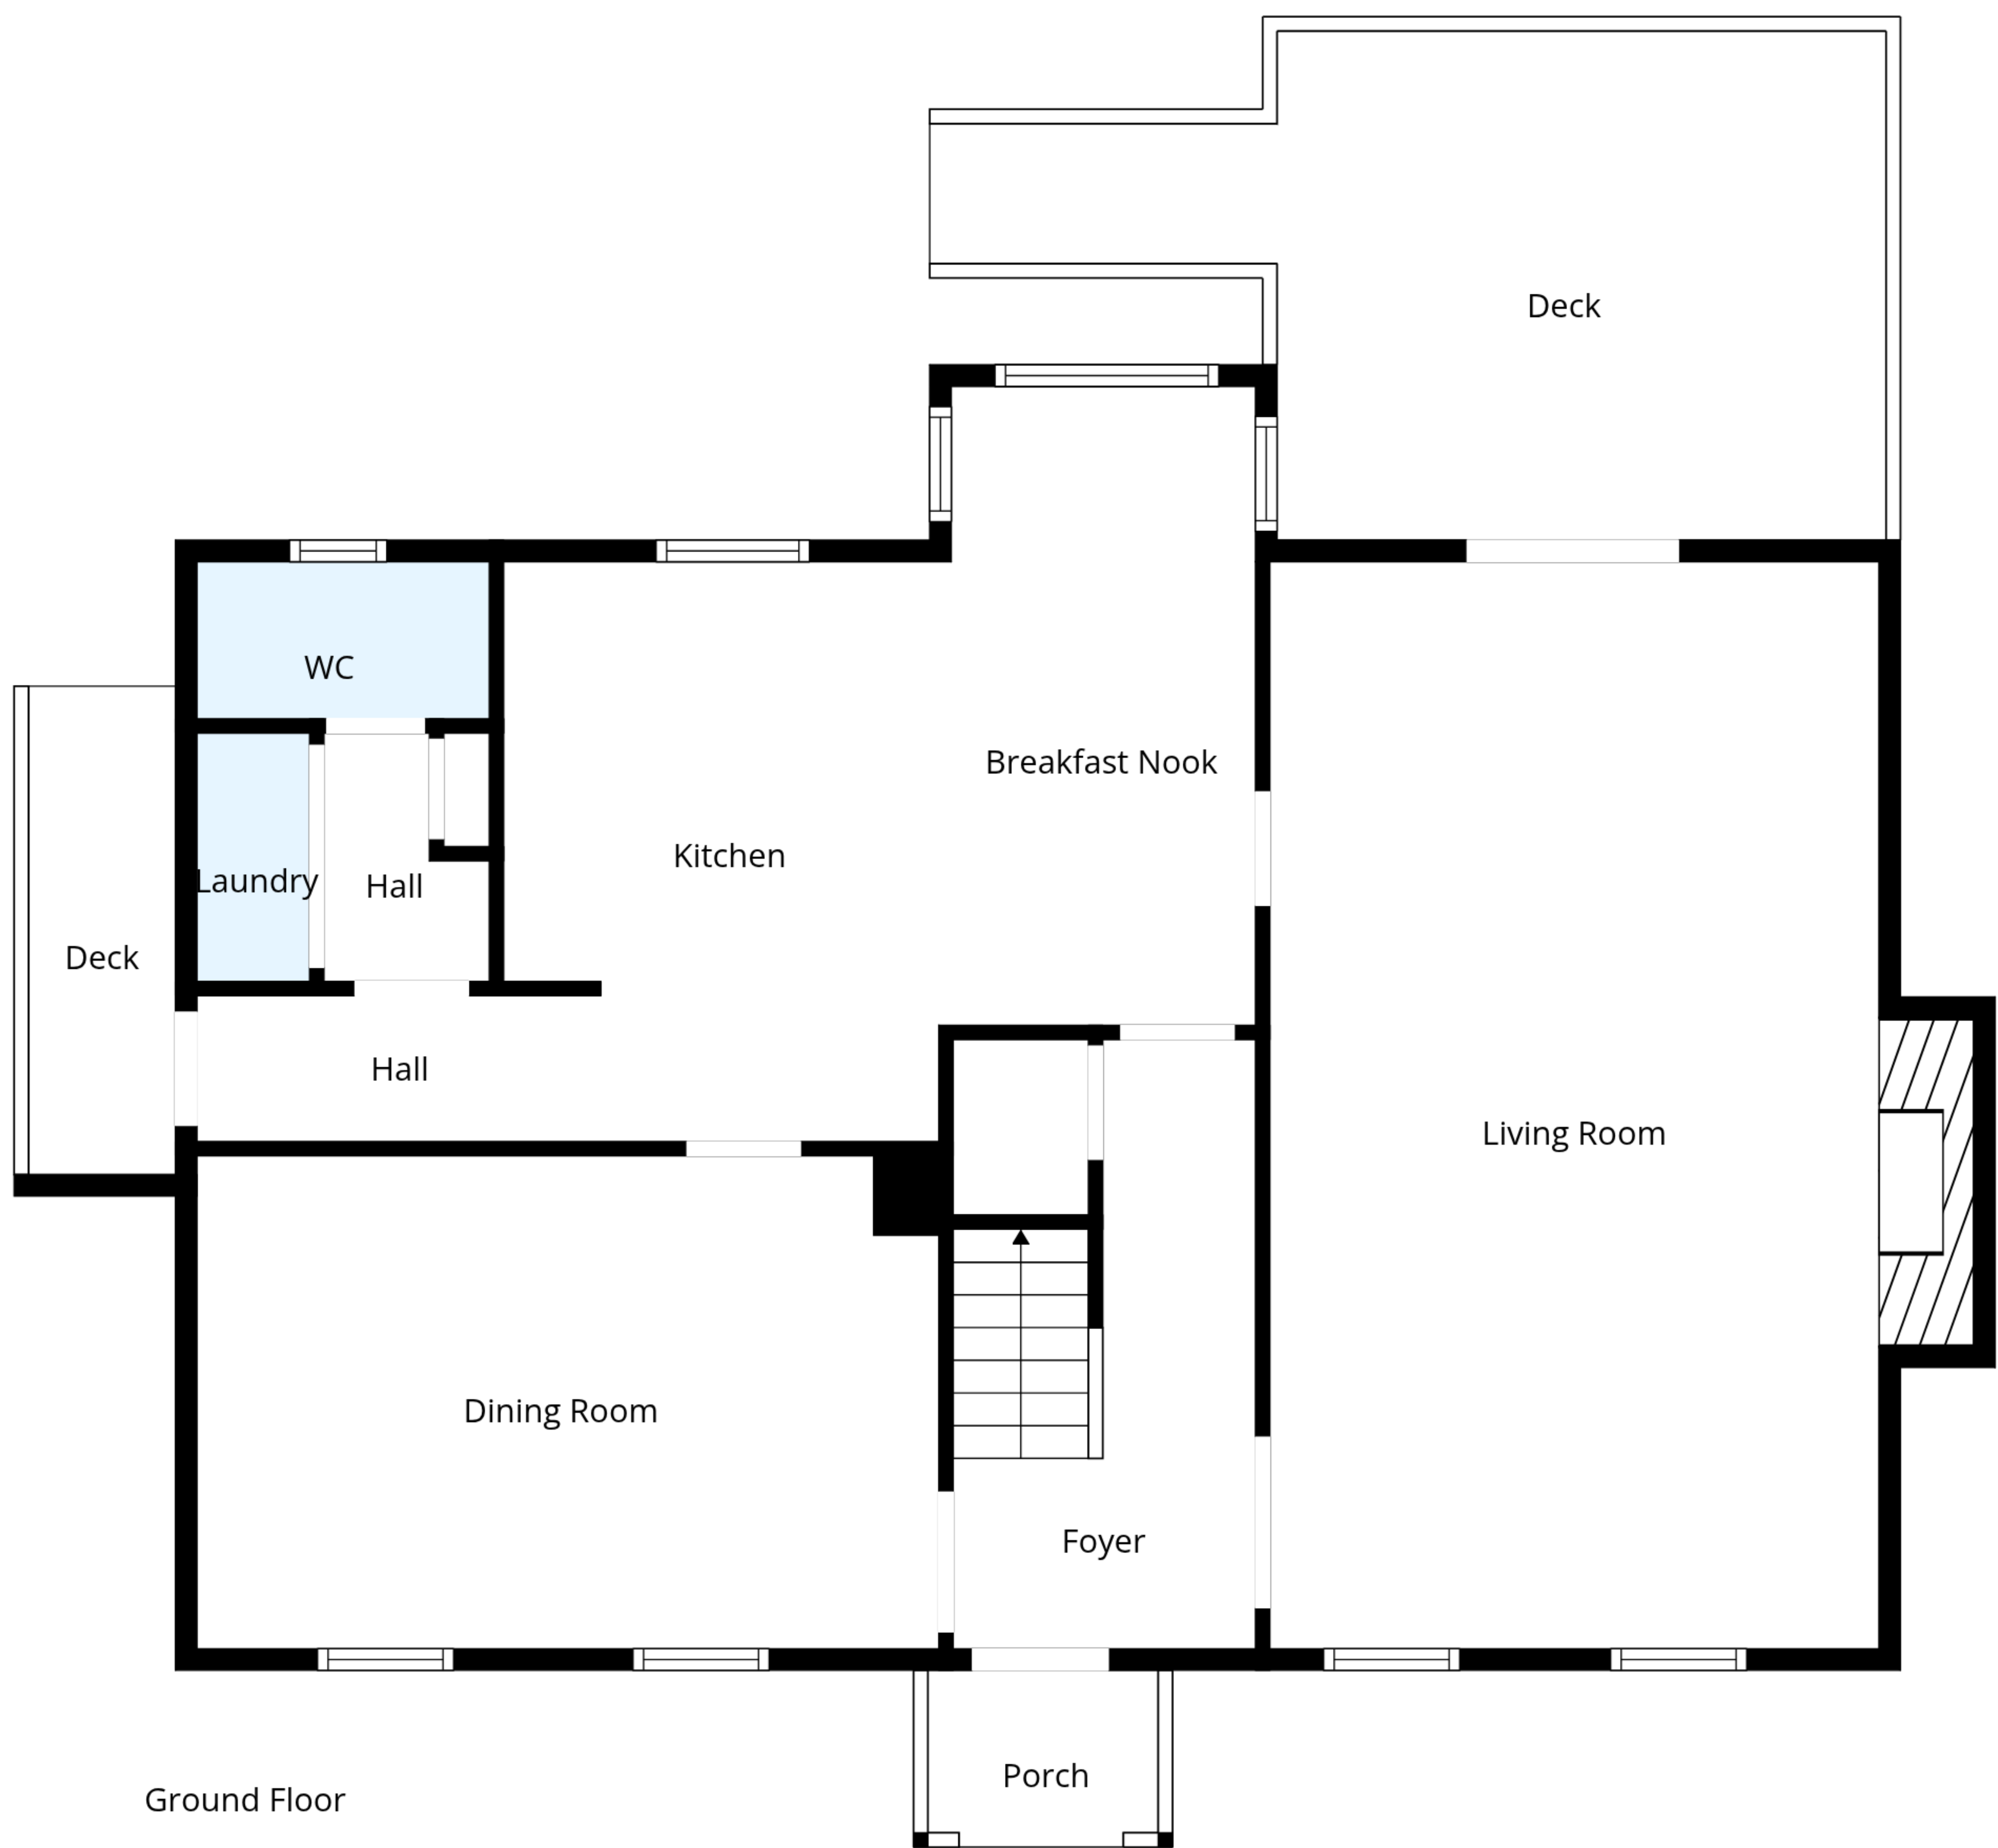 Deck
WC
Breakfast Nook
Kitchen
Laundry
Hall
Deck
Hall
Living Room
Dining Room
Foyer
Porch
Ground Floor